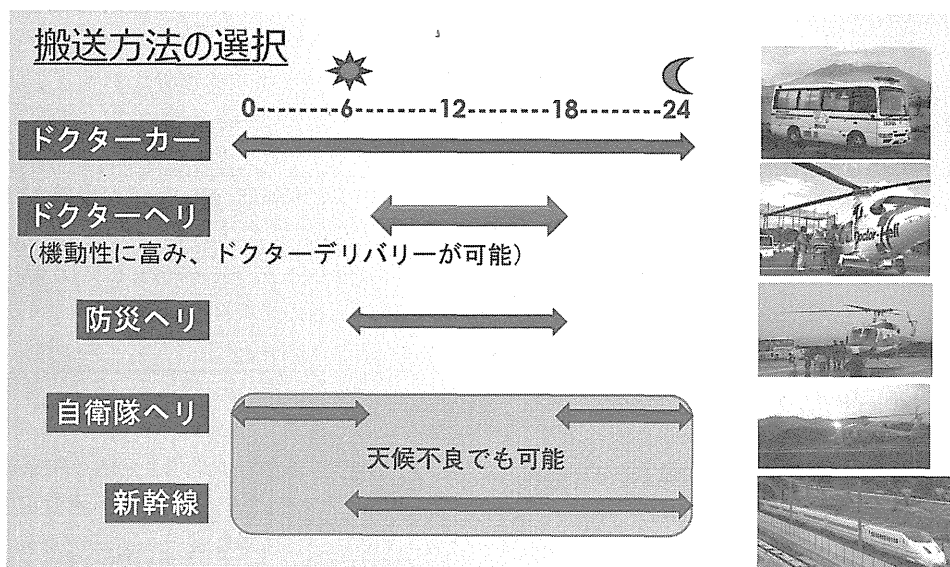 搬送方法の選択
0--------6--------12--------18--------24
ドクターカー
ドクターヘリ
(機動性に富み、ドクターデリバリーが可能)
防災ヘリ
自衛隊ヘリ
天候不良でも可能
新幹線
Doctor-Heli